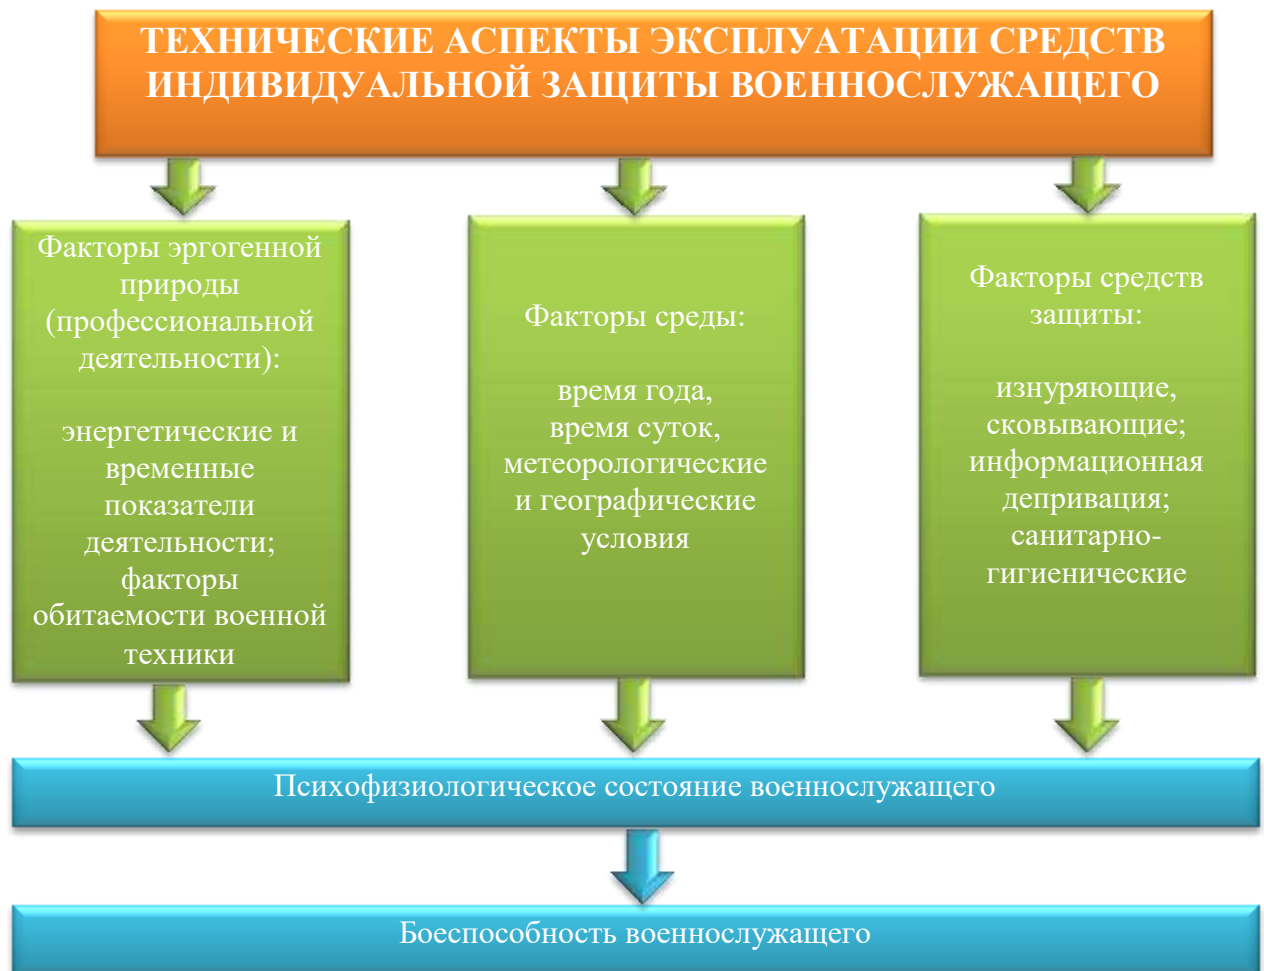 ТЕХНИЧЕСКИЕ АСПЕКТЫ ЭКСПЛУАТАЦИИ СРЕДСТВ
ИНДИВИДУАЛЬНОЙ ЗАЩИТЫ ВОЕННОСЛУЖАЩЕГО
Факторы эргогенной
природы
(профессиональной
деятельности):
энергетические и
временные
показатели
деятельности;
факторы
обитаемости военной
техники
Факторы среды:
время года,
время суток,
метеорологические
и географические
условия
Факторы средств
защиты:
изнуряющие,
сковывающие;
информационная
депривация;
санитарно-
гигиенические
Психофизиологическое состояние военнослужащего
Боеспособность военнослужащего